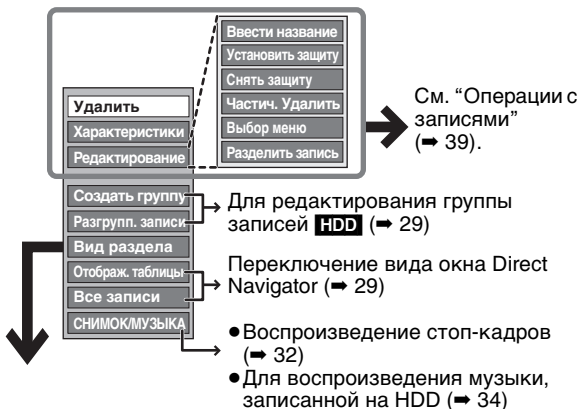 Ввести название
Установить защиту
Снять защиту
Частич. Удалить
Выбор меню
Разделить запись
См. “Операции с
записями”
(➡ 39).
Удалить
Характеристики
Редактирование
Создать группу
Разгрупп. записи
Вид раздела
Отображ. таблицы
Все записи
СНИМОК/МУЗЫКА
Для редактирования группы
записей HDD (➡ 29)
Переключение вида окна Direct
Navigator (➡ 29)
●Воспроизведение стоп-кадров
(➡ 32)
●Для воспроизведения музыки,
записанной на HDD (➡ 34)